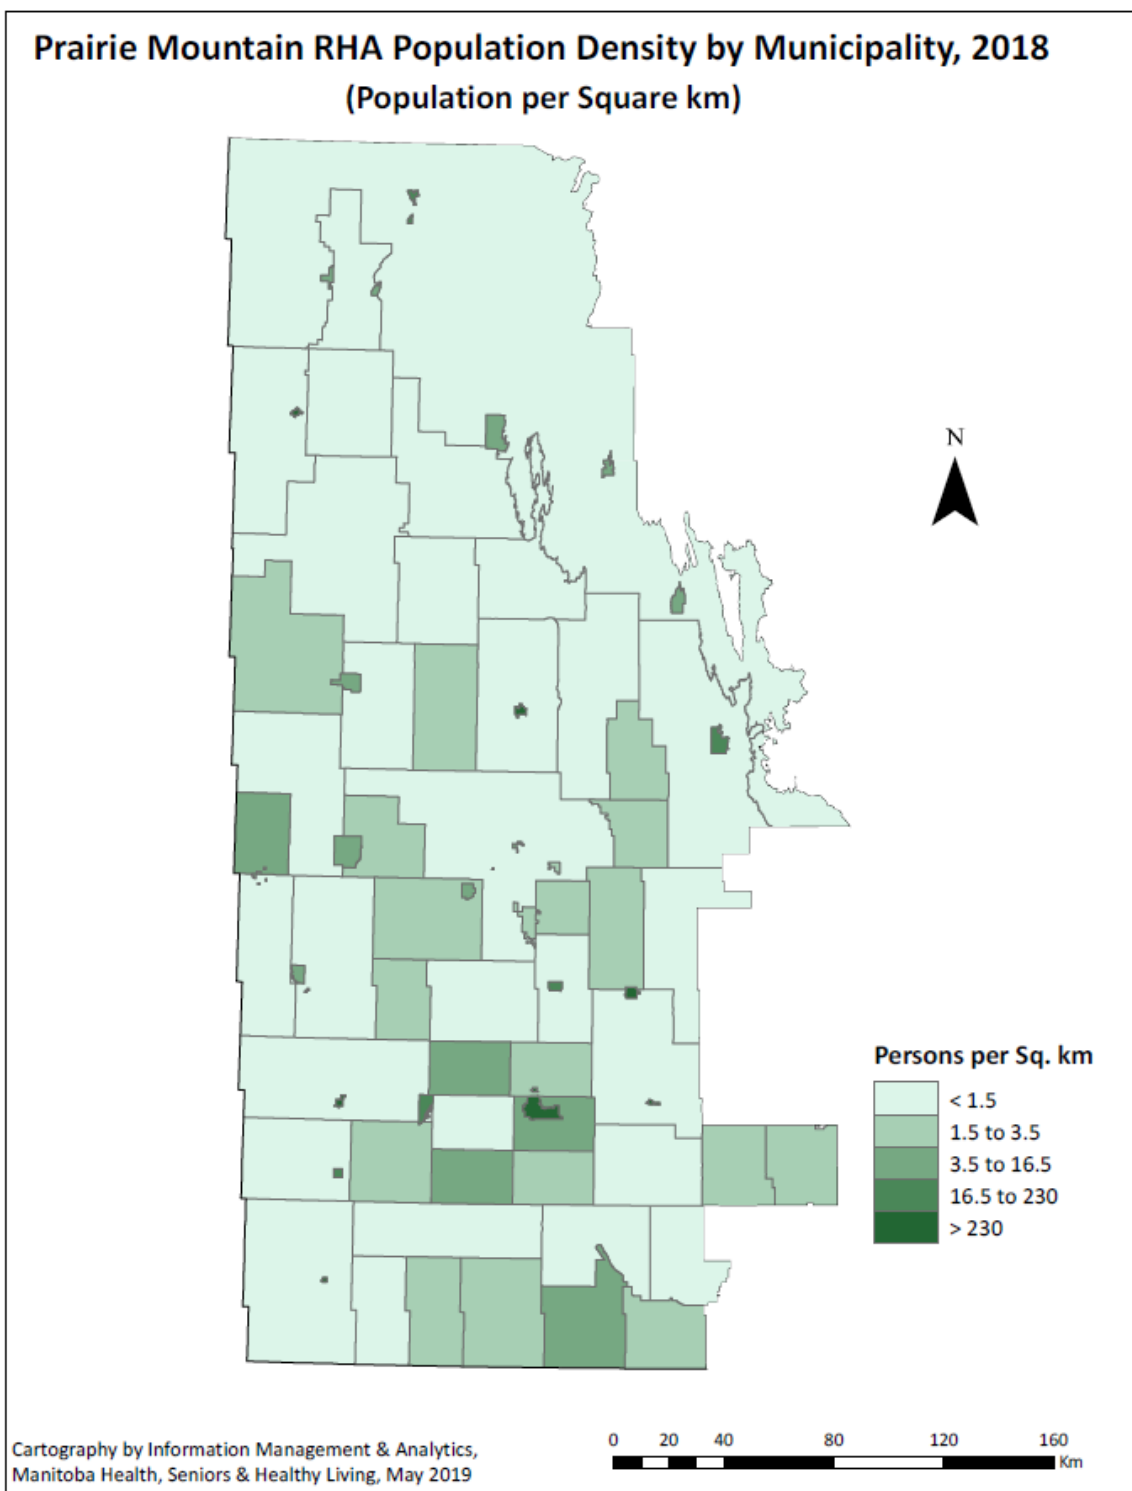 Prairie Mountain RHA Population Density by Municipality, 2018
(Population per Square km)
N
Persons per Sq. km
< 1.5
1.5 to 3.5
3.5 to 16.5
16.5 to 230
> 230
Cartography by Information Management & Analytics,
Manitoba Health, Seniors & Healthy Living, May 2019
0 20 40 80 120 160
Km